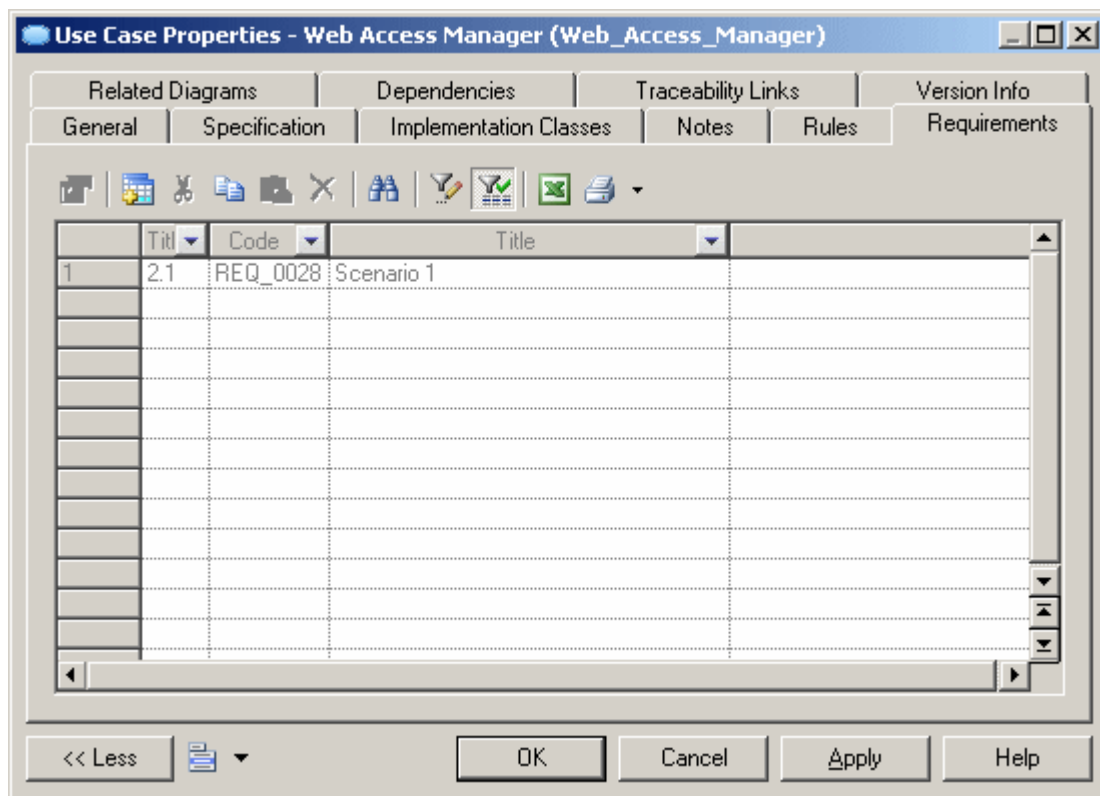 Use Case Properties - Web Access Manager (Web_Access_Manager)
Related Diagrams Dependencies Traceability Links Version Info
General Specification Implementation Classes Notes Rules Requirements
Titl Code Title
1 2.1 REQ_0028 Scenario 1
<< Less OK Cancel Apply Help